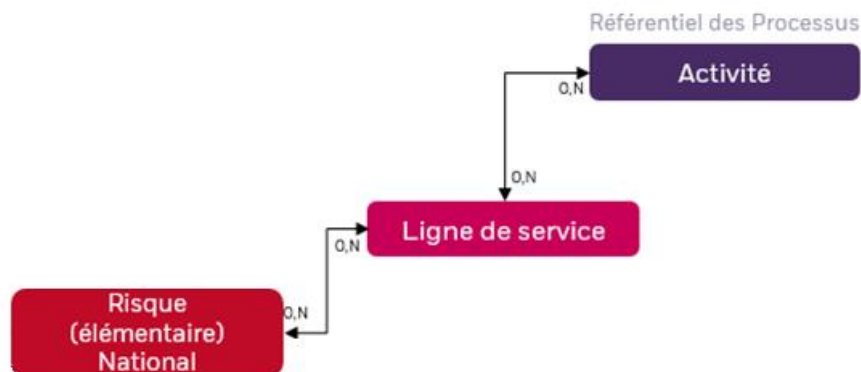 Référentiel des Processus
Activité
0,N
0,N
Ligne de service
0,N
0,N
Risque
(élémentaire)
National